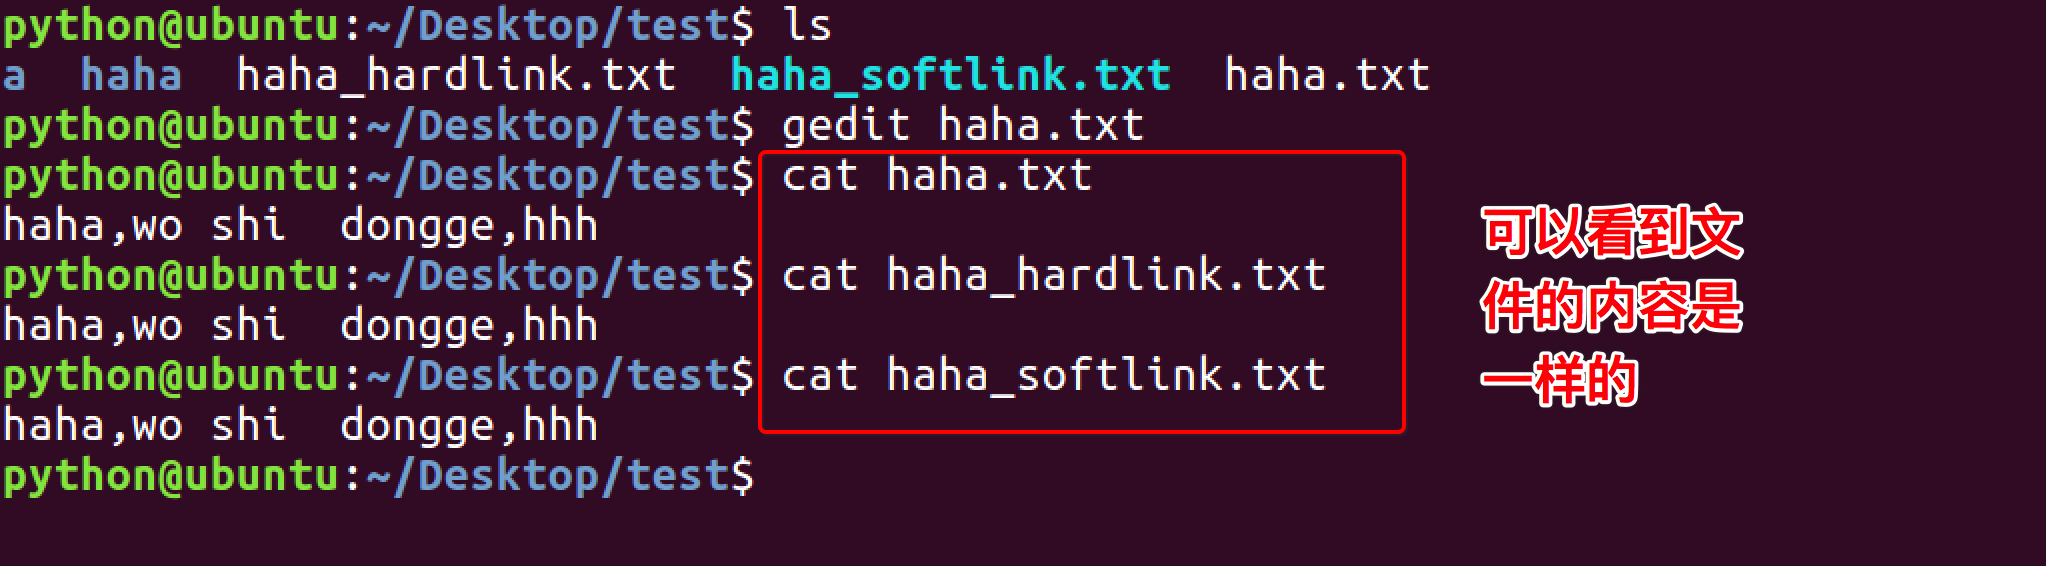 python@ubuntu:~/Desktop/test$ ls
a  haha  haha_hardlink.txt  haha_softlink.txt  haha.txt
python@ubuntu:~/Desktop/test$ gedit haha.txt
python@ubuntu:~/Desktop/test$ cat haha.txt
haha,wo shi  dongge,hhh
python@ubuntu:~/Desktop/test$ cat haha_hardlink.txt
haha,wo shi  dongge,hhh
python@ubuntu:~/Desktop/test$ cat haha_softlink.txt
haha,wo shi  dongge,hhh
python@ubuntu:~/Desktop/test$
可以看到文
件的内容是
一样的